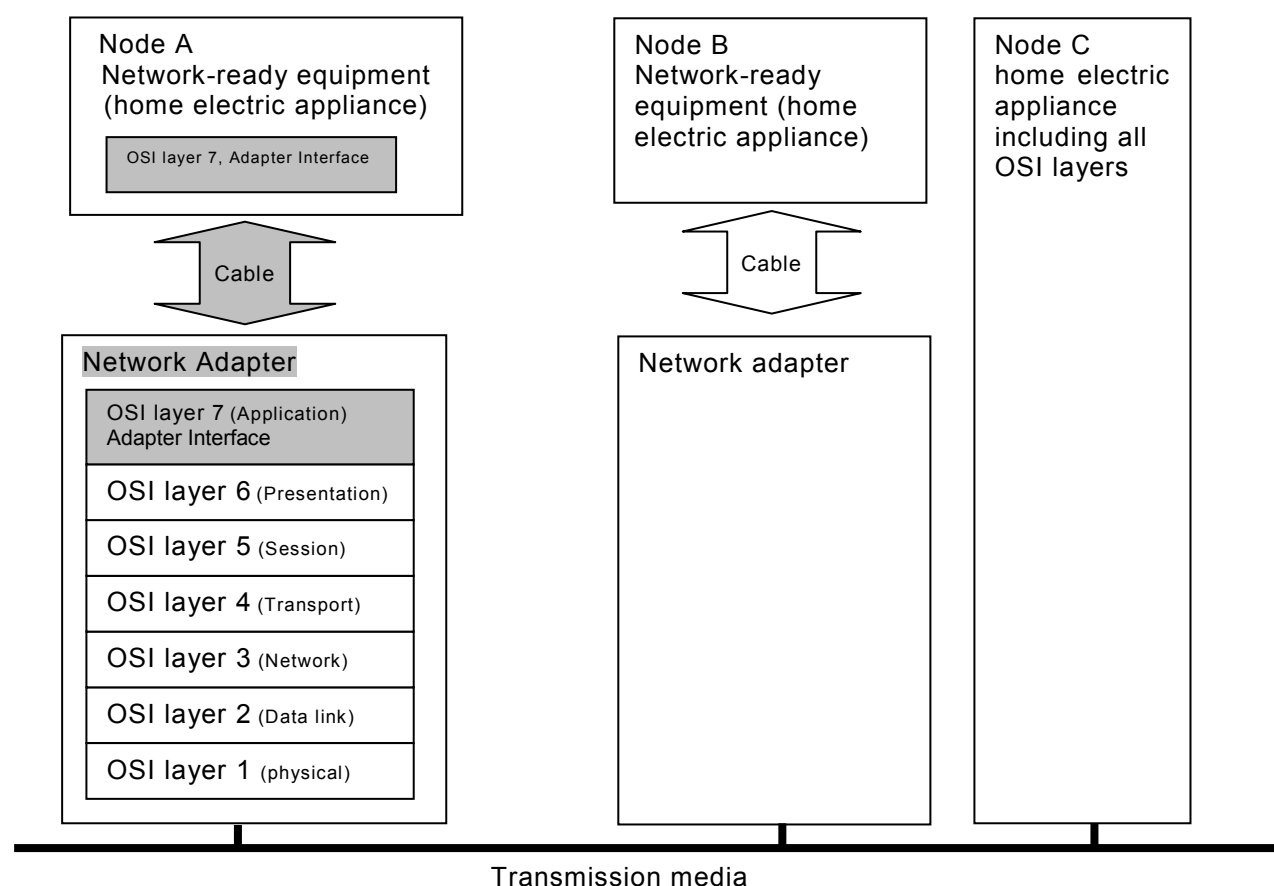 Node A
Network-ready equipment
(home electric appliance)
OSI layer 7, Adapter Interface
Cable
Network Adapter
OSI layer 7 (Application)
Adapter Interface
OSI layer 6 (Presentation)
OSI layer 5 (Session)
OSI layer 4 (Transport)
OSI layer 3 (Network)
OSI layer 2 (Data link)
OSI layer 1 (physical)
Node B
Network-ready
equipment (home
electric appliance)
Cable
Network adapter
Node C
home electric
appliance
including all
OSI layers
Transmission media